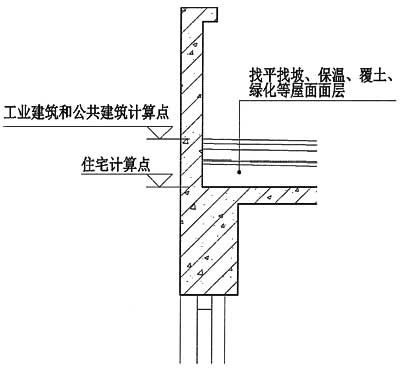 找平找坡、保温、覆土、
绿化等屋面面层
工业建筑和公共建筑计算点
住宅计算点